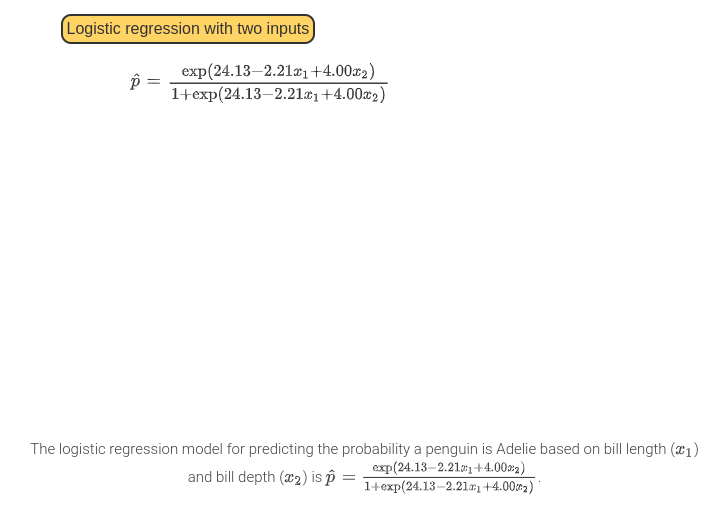 Logistic regression with two inputs
p̂ = exp(24.13−2.21x₁+4.00x₂) / 1+exp(24.13−2.21x₁+4.00x₂)
The logistic regression model for predicting the probability a penguin is Adelie based on bill length (x₁)
and bill depth (x₂) is p̂ = exp(24.13−2.21x₁+4.00x₂) / 1+exp(24.13−2.21x₁+4.00x₂) .